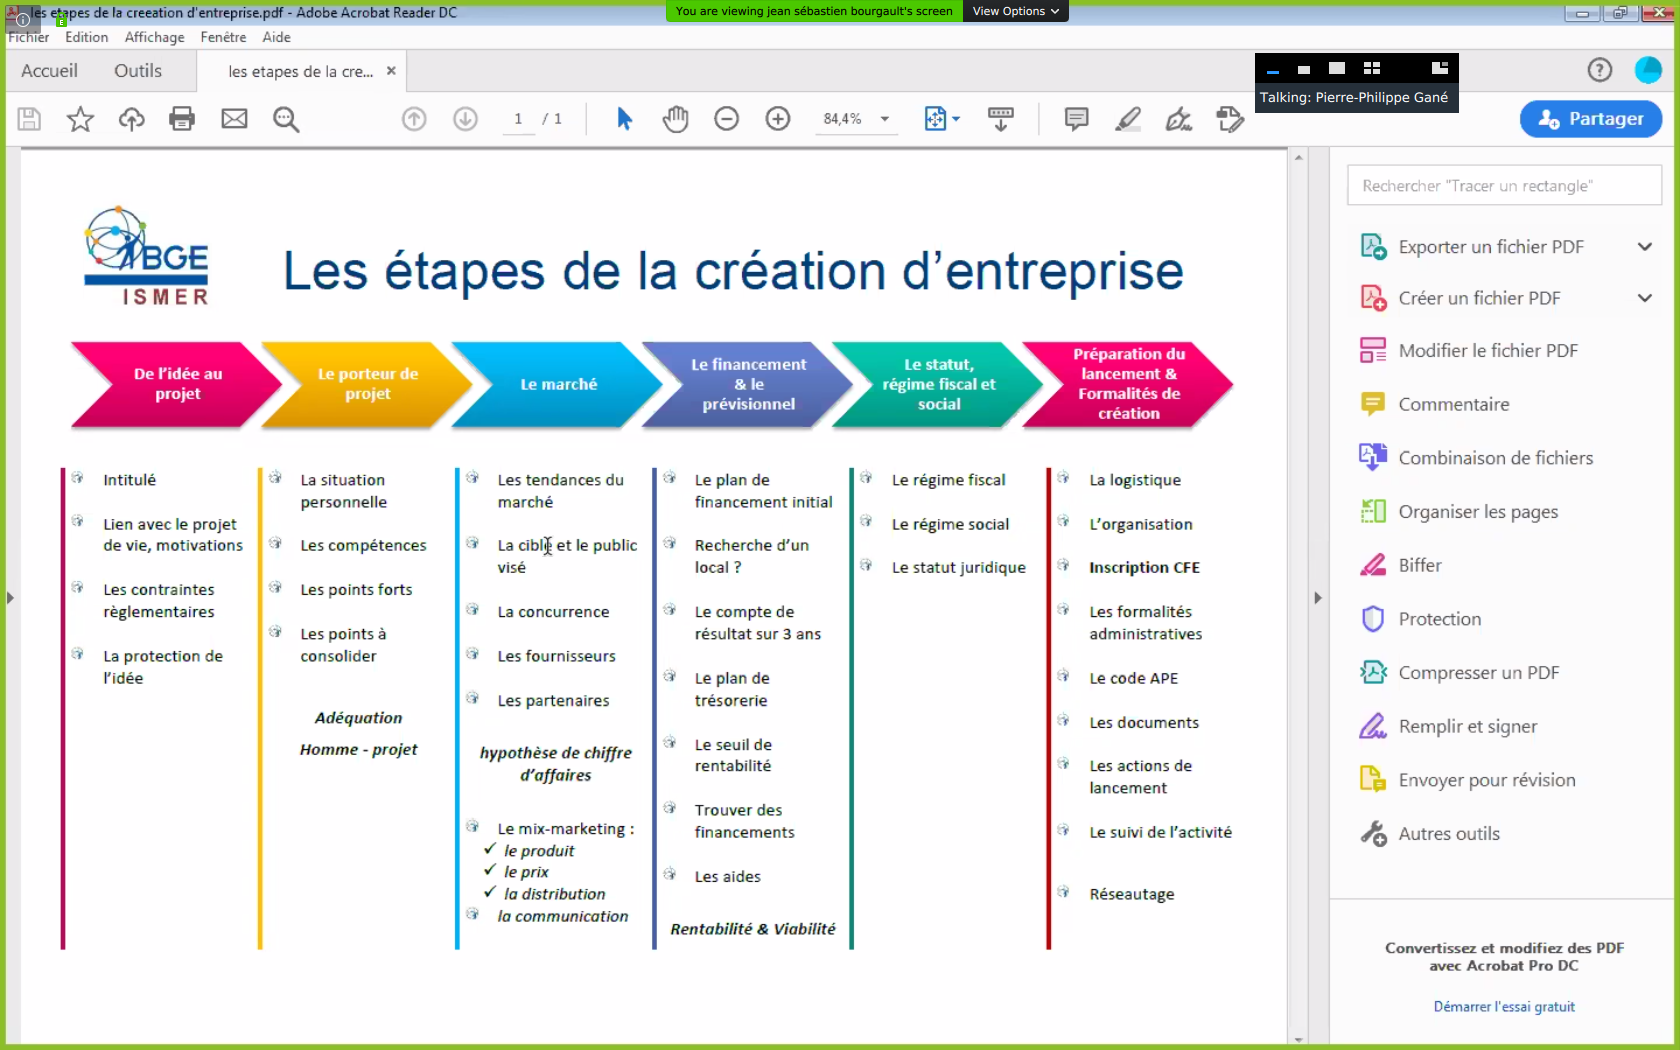 les etapes de la creeation d'entreprise.pdf - Adobe Acrobat Reader DC
You are viewing jean sébastien bourgault's screen
View Options
Fichier Edition Affichage Fenêtre Aide
Accueil Outils les etapes de la cre... ×
Talking: Pierre-Philippe Gané
1 / 1
84,4%
Partager
BGE
ISMER
Les étapes de la création d’entreprise
De l’idée au
projet
Le porteur de
projet
Le marché
Le financement
& le
prévisionnel
Le statut,
régime fiscal et
social
Préparation du
lancement &
Formalités de
création
Intitulé
Lien avec le projet
de vie, motivations
Les contraintes
règlementaires
La protection de
l’idée
La situation
personnelle
Les compétences
Les points forts
Les points à
consolider
Adéquation
Homme - projet
Les tendances du
marché
La cible et le public
visé
La concurrence
Les fournisseurs
Les partenaires
hypothèse de chiffre
d’affaires
Le mix-marketing :
✓ le produit
✓ le prix
✓ la distribution
la communication
Le plan de
financement initial
Recherche d’un
local ?
Le compte de
résultat sur 3 ans
Le plan de
trésorerie
Le seuil de
rentabilité
Trouver des
financements
Les aides
Rentabilité & Viabilité
Le régime fiscal
Le régime social
Le statut juridique
La logistique
L’organisation
Inscription CFE
Les formalités
administratives
Le code APE
Les documents
Les actions de
lancement
Le suivi de l’activité
Réseautage
Rechercher "Tracer un rectangle"
Exporter un fichier PDF
Créer un fichier PDF
Modifier le fichier PDF
Commentaire
Combinaison de fichiers
Organiser les pages
Biffer
Protection
Compresser un PDF
Remplir et signer
Envoyer pour révision
Autres outils
Convertissez et modifiez des PDF
avec Acrobat Pro DC
Démarrer l'essai gratuit